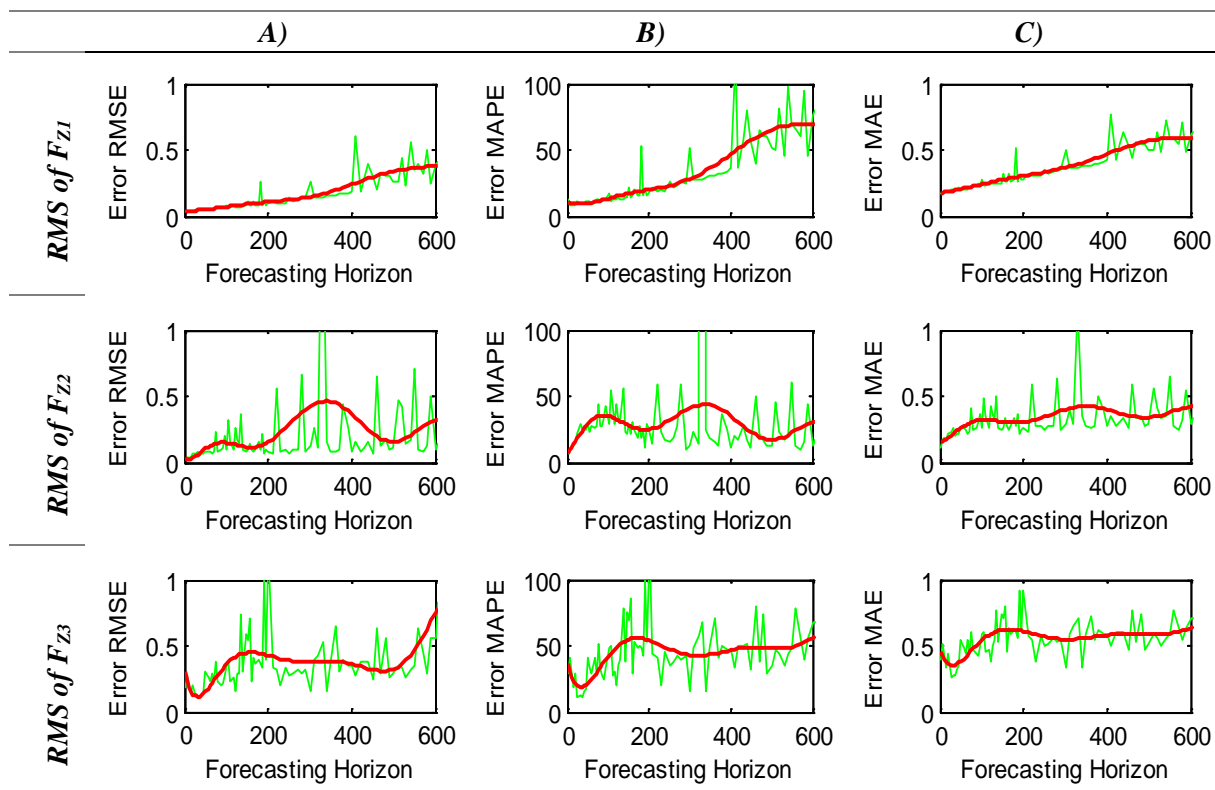 A) B) C)
RMS of FZ1
Error RMSE
1
0.5
0
0 200 400 600
Forecasting Horizon
Error MAPE
100
50
0
0 200 400 600
Forecasting Horizon
Error MAE
1
0.5
0
0 200 400 600
Forecasting Horizon
RMS of FZ2
Error RMSE
1
0.5
0
0 200 400 600
Forecasting Horizon
Error MAPE
100
50
0
0 200 400 600
Forecasting Horizon
Error MAE
1
0.5
0
0 200 400 600
Forecasting Horizon
RMS of FZ3
Error RMSE
1
0.5
0
0 200 400 600
Forecasting Horizon
Error MAPE
100
50
0
0 200 400 600
Forecasting Horizon
Error MAE
1
0.5
0
0 200 400 600
Forecasting Horizon